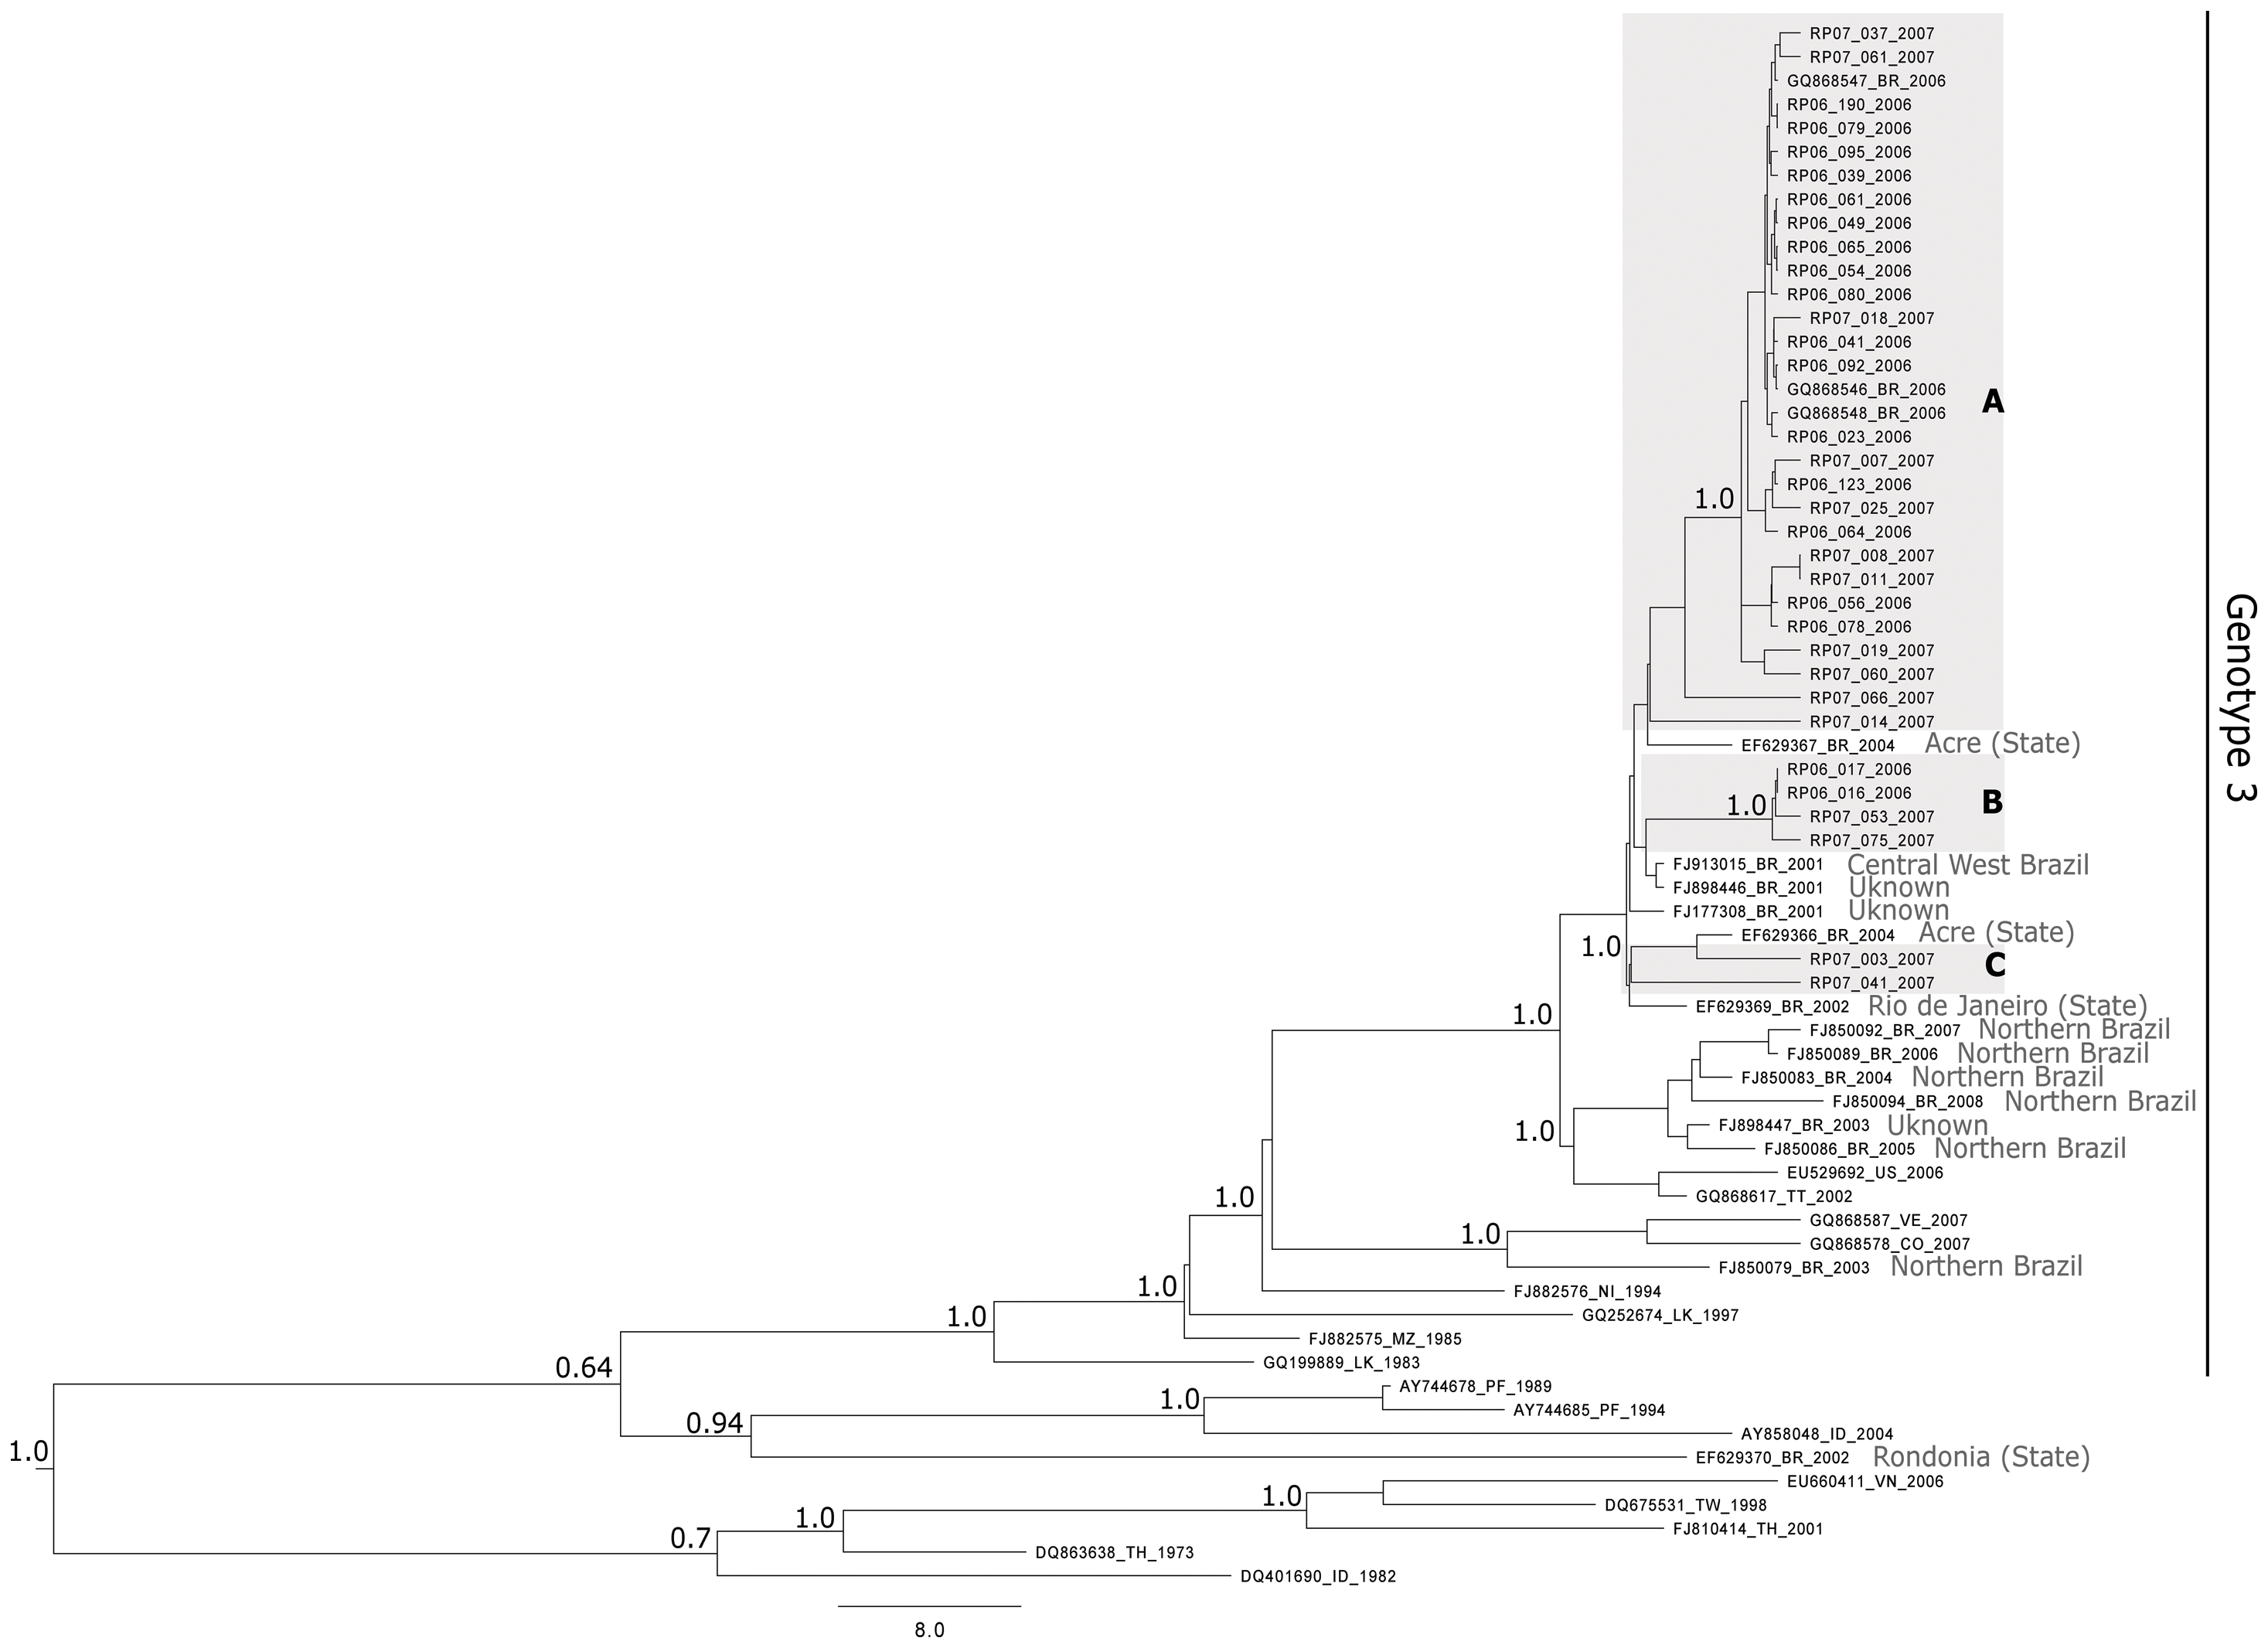 RP07_037_2007
RP07_061_2007
GQ868547_BR_2006
RP06_190_2006
RP06_079_2006
RP06_095_2006
RP06_039_2006
RP06_061_2006
RP06_049_2006
RP06_065_2006
RP06_054_2006
RP06_080_2006
RP07_018_2007
RP06_041_2006
RP06_092_2006
GQ868546_BR_2006
A
GQ868548_BR_2006
RP06_023_2006
RP07_007_2007
RP06_123_2006
1.0
RP07_025_2007
RP06_064_2006
RP07_008_2007
RP07_011_2007
RP06_056_2006
RP06_078_2006
RP07_019_2007
RP07_060_2007
RP07_066_2007
Genotype 3
RP07_014_2007
EF629367_BR_2004 Acre (State)
RP06_017_2006
RP06_016_2006
1.0
B
RP07_053_2007
RP07_075_2007
FJ913015_BR_2001 Central West Brazil
FJ898446_BR_2001 Uknown
FJ177308_BR_2001 Uknown
EF629366_BR_2004 Acre (State)
1.0
RP07_003_2007
C
RP07_041_2007
EF629369_BR_2002 Rio de Janeiro (State)
1.0
FJ850092_BR_2007 Northern Brazil
FJ850089_BR_2006 Northern Brazil
FJ850083_BR_2004 Northern Brazil
FJ850094_BR_2008 Northern Brazil
FJ898447_BR_2003 Uknown
1.0
FJ850086_BR_2005 Northern Brazil
EU529692_US_2006
GQ868617_TT_2002
1.0
GQ868587_VE_2007
1.0
GQ868578_CO_2007
FJ850079_BR_2003 Northern Brazil
1.0
FJ882576_NI_1994
GQ252674_LK_1997
1.0
FJ882575_MZ_1985
GQ199889_LK_1983
0.64
AY744678_PF_1989
1.0
AY744685_PF_1994
0.94
AY858048_ID_2004
1.0
EF629370_BR_2002 Rondonia (State)
EU660411_VN_2006
1.0
DQ675531_TW_1998
1.0
FJ810414_TH_2001
0.7
DQ863638_TH_1973
DQ401690_ID_1982
8.0